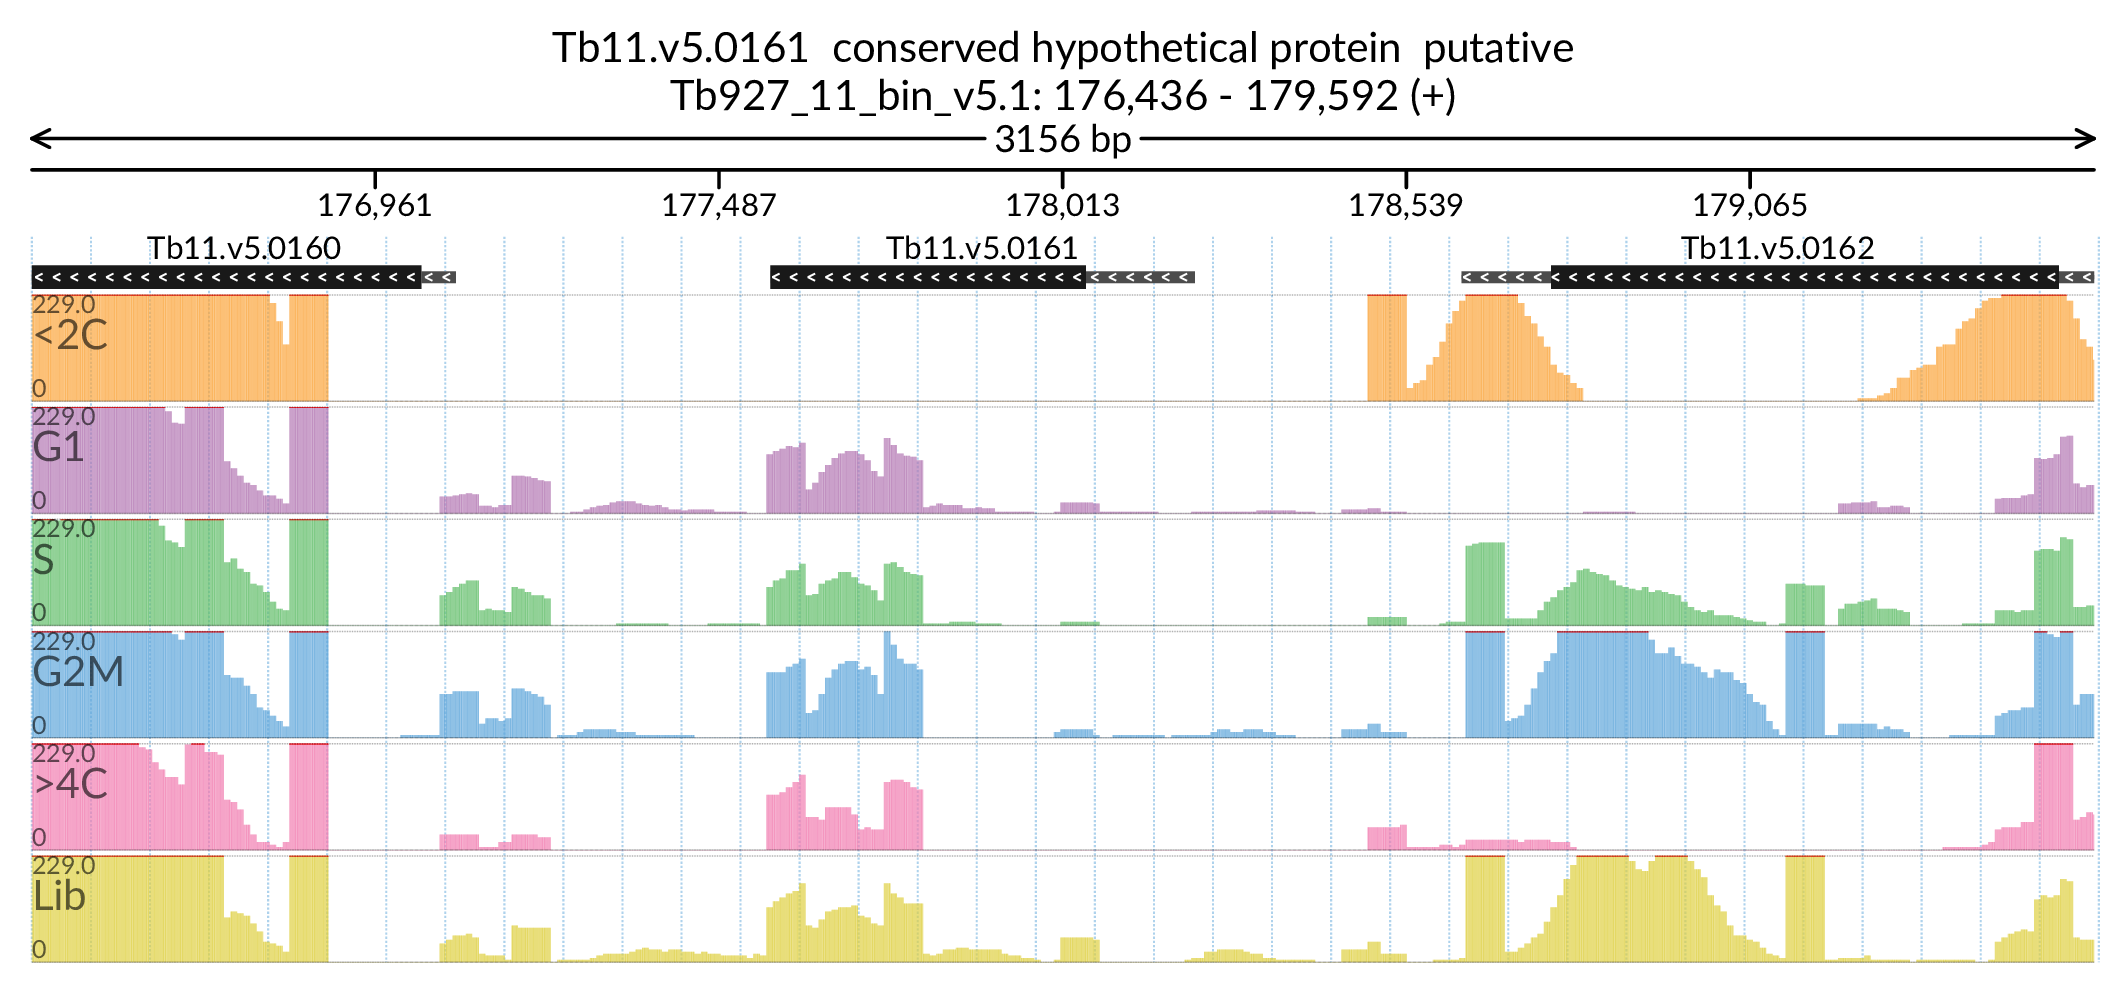 Tb11.v5.0161  conserved hypothetical protein  putative
Tb927_11_bin_v5.1: 176,436 - 179,592 (+)
3156 bp
176,961 177,487 178,013 178,539 179,065
Tb11.v5.0160 Tb11.v5.0161 Tb11.v5.0162
229.0
<2C
0
229.0
G1
0
229.0
S
0
229.0
G2M
0
229.0
>4C
0
229.0
Lib
0